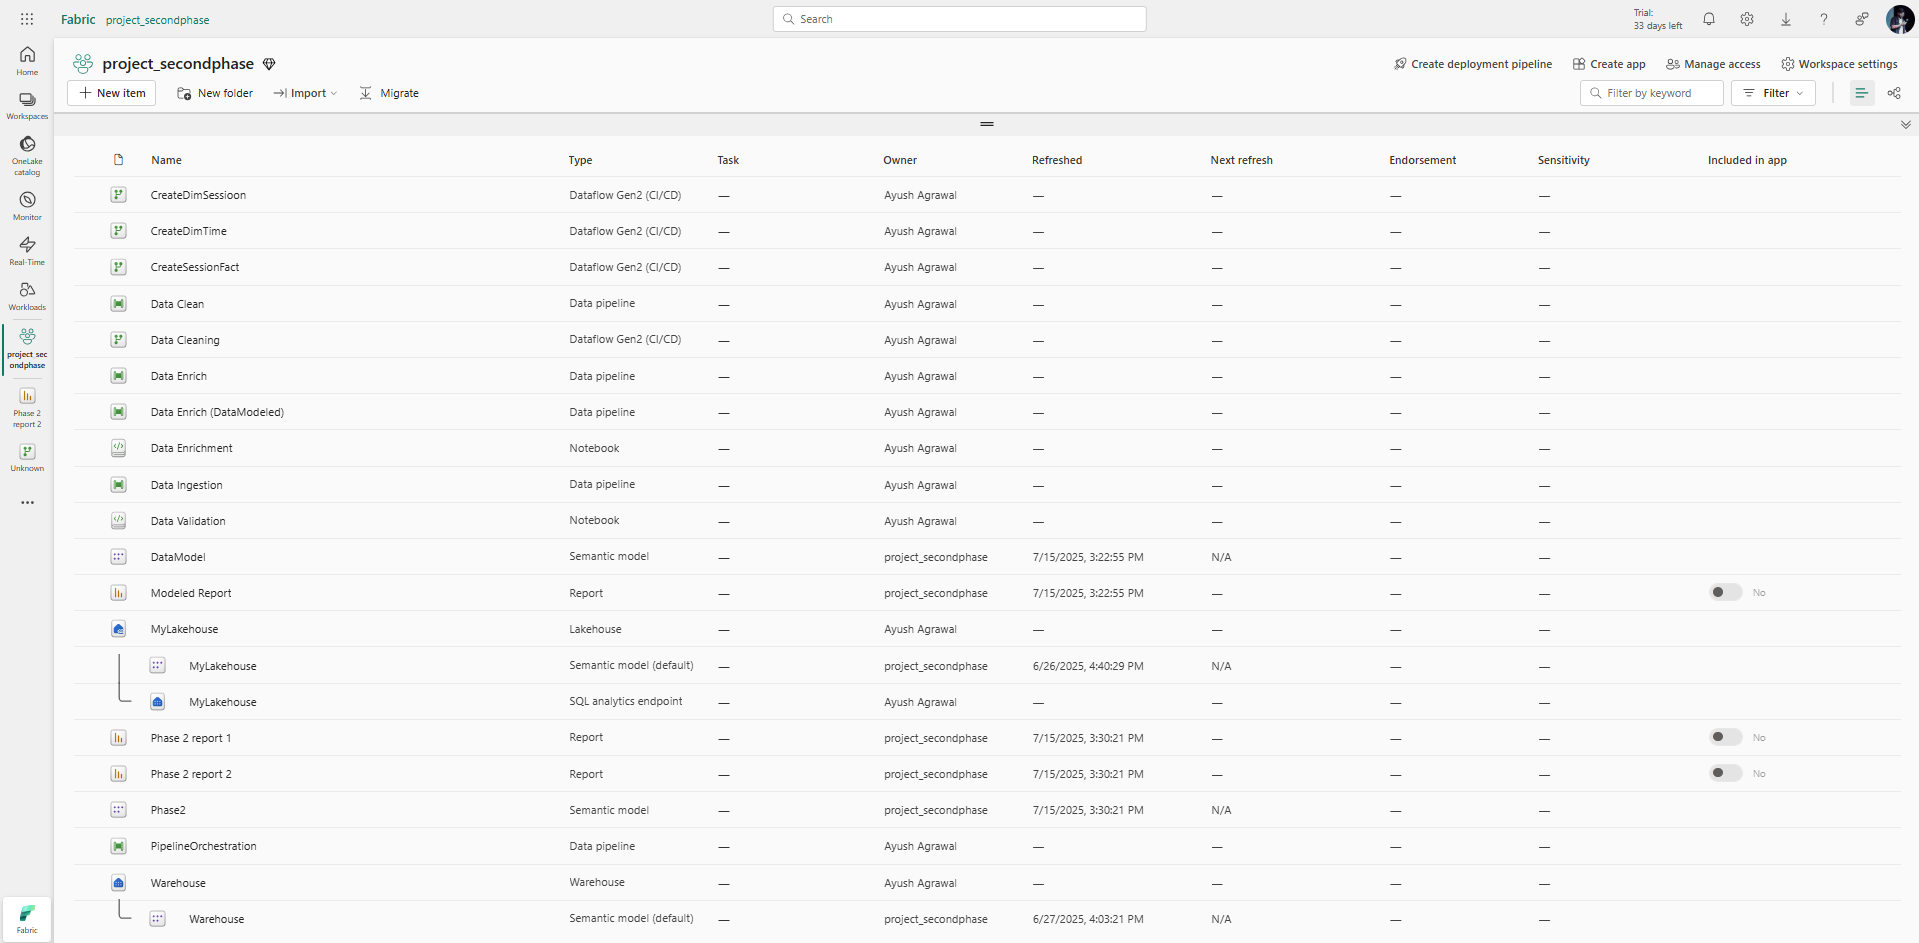 Fabric project_secondphase
Search
Trial:
33 days left
Home
Workspaces
OneLake
catalog
Monitor
Real-Time
Workloads
project_sec
ondphase
Phase 2
report 2
Unknown
Fabric
project_secondphase
Create deployment pipeline Create app Manage access Workspace settings
New item New folder Import Migrate
Filter by keyword Filter
Name Type Task Owner Refreshed Next refresh Endorsement Sensitivity Included in app
CreateDimSessioon Dataflow Gen2 (CI/CD) — Ayush Agrawal — — — —
CreateDimTime Dataflow Gen2 (CI/CD) — Ayush Agrawal — — — —
CreateSessionFact Dataflow Gen2 (CI/CD) — Ayush Agrawal — — — —
Data Clean Data pipeline — Ayush Agrawal — — — —
Data Cleaning Dataflow Gen2 (CI/CD) — Ayush Agrawal — — — —
Data Enrich Data pipeline — Ayush Agrawal — — — —
Data Enrich (DataModeled) Data pipeline — Ayush Agrawal — — — —
Data Enrichment Notebook — Ayush Agrawal — — — —
Data Ingestion Data pipeline — Ayush Agrawal — — — —
Data Validation Notebook — Ayush Agrawal — — — —
DataModel Semantic model — project_secondphase 7/15/2025, 3:22:55 PM N/A — —
Modeled Report Report — project_secondphase 7/15/2025, 3:22:55 PM — — — No
MyLakehouse Lakehouse — Ayush Agrawal — — — —
MyLakehouse Semantic model (default) — project_secondphase 6/26/2025, 4:40:29 PM N/A — —
MyLakehouse SQL analytics endpoint — Ayush Agrawal — — — —
Phase 2 report 1 Report — project_secondphase 7/15/2025, 3:30:21 PM — — — No
Phase 2 report 2 Report — project_secondphase 7/15/2025, 3:30:21 PM — — — No
Phase2 Semantic model — project_secondphase 7/15/2025, 3:30:21 PM N/A — —
PipelineOrchestration Data pipeline — Ayush Agrawal — — — —
Warehouse Warehouse — Ayush Agrawal — — — —
Warehouse Semantic model (default) — project_secondphase 6/27/2025, 4:03:21 PM N/A — —